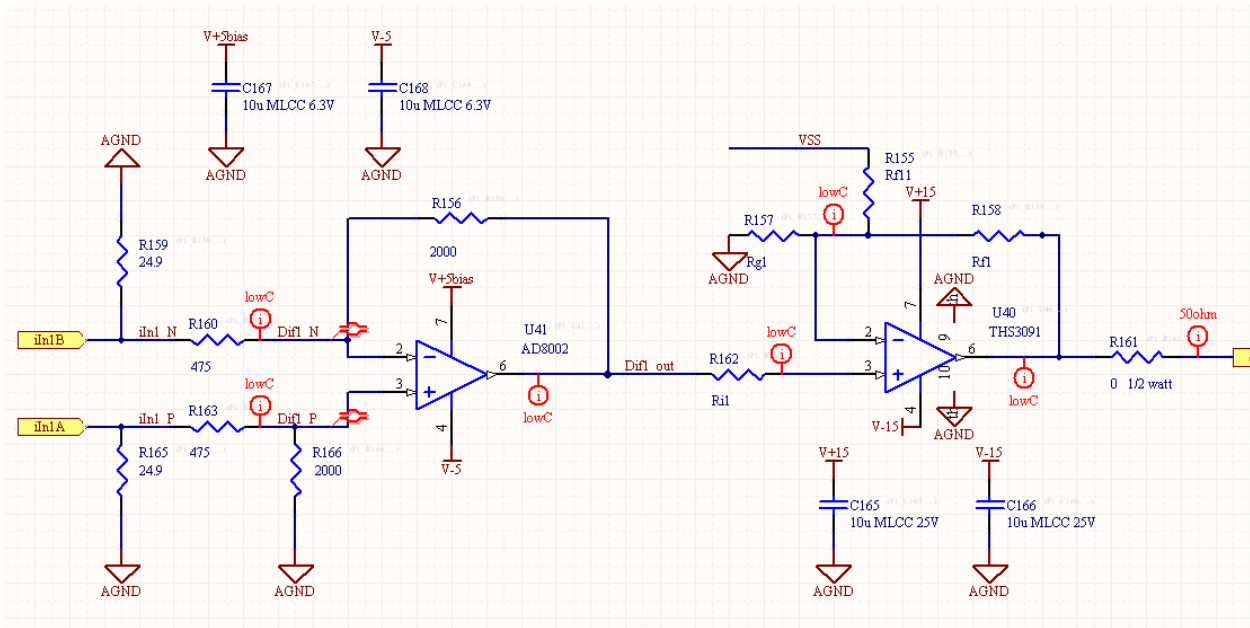 V+5bias
C167
10u MLCC 6.3V
AGND
V-5
C168
10u MLCC 6.3V
AGND
AGND
R159
24.9
iIn1B
iIn1_N
R160
475
lowC
Dif1_N
R156
2000
V+5bias
7
2
3
6
4
U41
AD8002
V-5
lowC
iIn1A
iIn1_P
R163
475
lowC
Dif1_P
R165
24.9
AGND
R166
2000
AGND
Dif1_out
R162
Ri1
lowC
VSS
R155
Rf11
lowC
R157
Rg1
AGND
V+15
R158
Rf1
AGND
th
7
2
3
9
6
10
4
U40
THS3091
V-15
th
AGND
lowC
R161
0 1/2 watt
50ohm
i
V+15
C165
10u MLCC 25V
AGND
V-15
C166
10u MLCC 25V
AGND